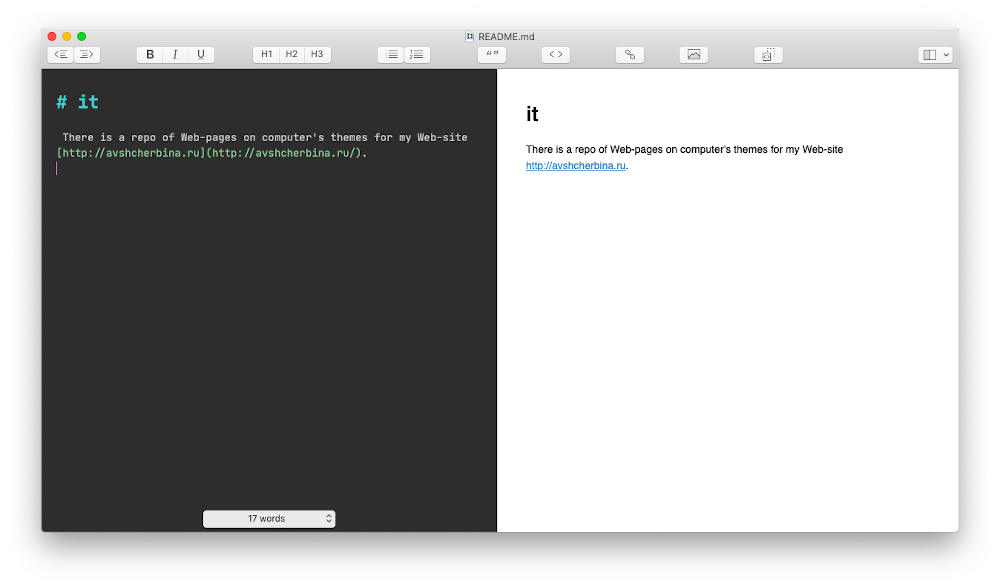 README.md
B I U H1 H2 H3 “” < >
# it
There is a repo of Web-pages on computer's themes for my Web-site
[http://avshcherbina.ru](http://avshcherbina.ru/).
17 words
it
There is a repo of Web-pages on computer's themes for my Web-site
http://avshcherbina.ru.